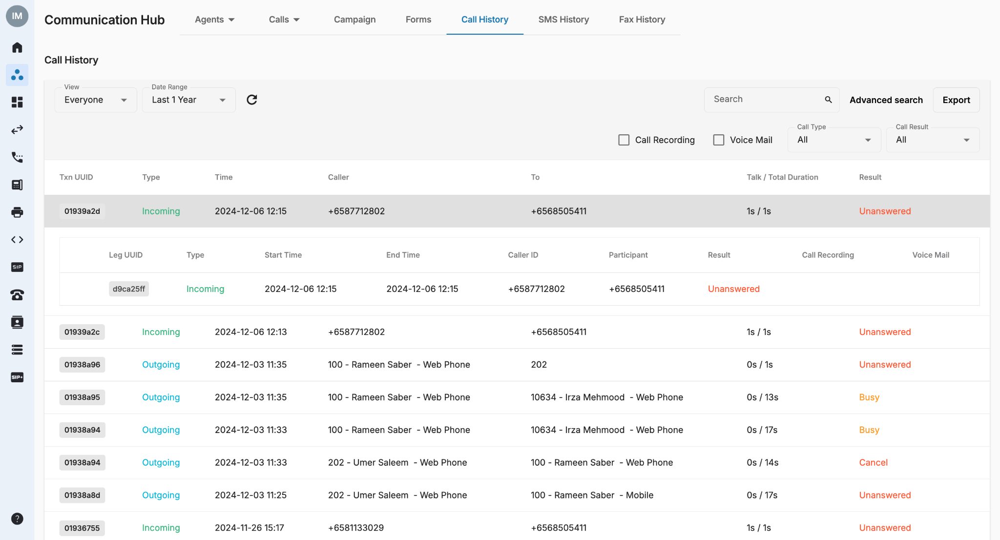 IM
Communication Hub
Agents
Calls
Campaign
Forms
Call History
SMS History
Fax History
Call History
View
Everyone
Date Range
Last 1 Year
Search
Advanced search
Export
Call Recording
Voice Mail
Call Type
All
Call Result
All
Txn UUID Type Time Caller To Talk / Total Duration Result
01939a2d Incoming 2024-12-06 12:15 +6587712802 +6568505411 1s / 1s Unanswered
Leg UUID Type Start Time End Time Caller ID Participant Result Call Recording Voice Mail
d9ca25ff Incoming 2024-12-06 12:15 2024-12-06 12:15 +6587712802 +6568505411 Unanswered
01939a2c Incoming 2024-12-06 12:13 +6587712802 +6568505411 1s / 1s Unanswered
01938a96 Outgoing 2024-12-03 11:35 100 - Rameen Saber - Web Phone 202 0s / 1s Unanswered
01938a95 Outgoing 2024-12-03 11:35 100 - Rameen Saber - Web Phone 10634 - Irza Mehmood - Web Phone 0s / 13s Busy
01938a94 Outgoing 2024-12-03 11:33 100 - Rameen Saber - Web Phone 10634 - Irza Mehmood - Web Phone 0s / 17s Busy
01938a94 Outgoing 2024-12-03 11:33 202 - Umer Saleem - Web Phone 100 - Rameen Saber - Web Phone 0s / 14s Cancel
01938a8d Outgoing 2024-12-03 11:25 202 - Umer Saleem - Web Phone 100 - Rameen Saber - Mobile 0s / 17s Unanswered
01936755 Incoming 2024-11-26 15:17 +6581133029 +6568505411 1s / 1s Unanswered
SIP
SIP+
?